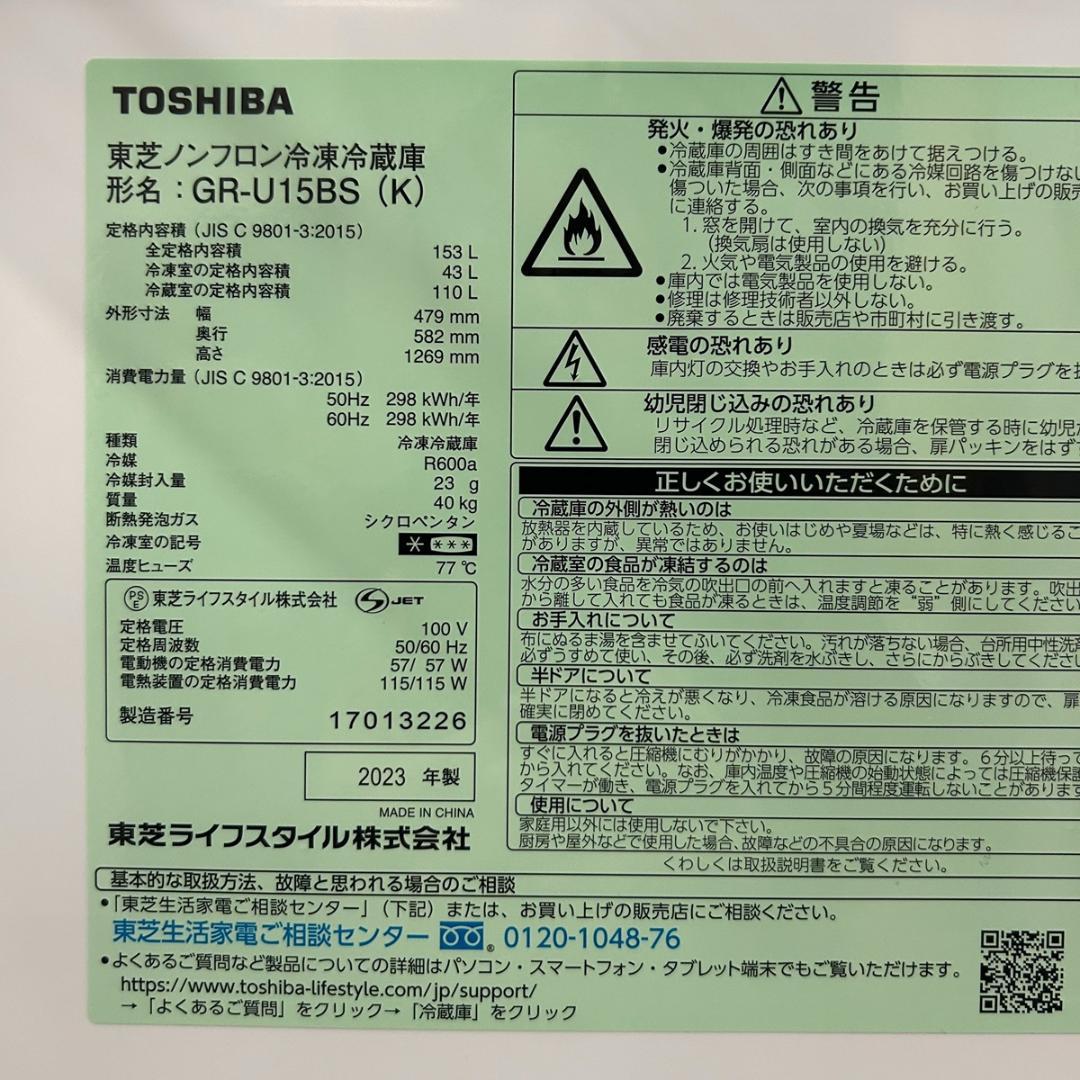 TOSHIBA
東芝ノンフロン冷凍冷蔵庫
形名：GR-U15BS（K）
定格内容積（JIS C 9801-3:2015）
全定格内容積 153 L
冷凍室の定格内容積 43 L
冷蔵室の定格内容積 110 L
外形寸法 幅 479 mm
奥行 582 mm
高さ 1269 mm
消費電力量（JIS C 9801-3:2015）
50Hz 298 kWh/年
60Hz 298 kWh/年
種類 冷凍冷蔵庫
冷媒 R600a
冷媒封入量 23 g
質量 40 kg
断熱発泡ガス シクロペンタン
冷凍室の記号
温度ヒューズ 77 ℃
PSE 東芝ライフスタイル株式会社 JET
定格電圧 100 V
定格周波数 50/60 Hz
電動機の定格消費電力 57/ 57 W
電熱装置の定格消費電力 115/115 W
製造番号 17013226
2023 年製
MADE IN CHINA
東芝ライフスタイル株式会社
警告
発火・爆発の恐れあり
●冷蔵庫の周囲はすき間をあけて据えつける。
●冷蔵庫背面・側面などにある冷媒回路を傷つけない
傷ついた場合、次の事項を行い、お買い上げの販売
に連絡する。
1. 窓を開けて、室内の換気を充分に行う。
（換気扇は使用しない）
2. 火気や電気製品の使用を避ける。
●庫内では電気製品を使用しない。
●修理は修理技術者以外しない。
●廃棄するときは販売店や市町村に引き渡す。
感電の恐れあり
庫内灯の交換やお手入れのときは必ず電源プラグを
幼児閉じ込みの恐れあり
リサイクル処理時など、冷蔵庫を保管する時に幼児
閉じ込められる恐れがある場合、扉パッキンをはず
正しくお使いいただくために
冷蔵庫の外側が熱いのは
放熱器を内蔵しているため、お使いはじめや夏場などは、特に熱く感じるこ
がありますが、異常ではありません。
冷蔵室の食品が凍結するのは
水分の多い食品を冷気の吹出口の前へ入れますと凍ることがあります。吹出
から離して入れても食品が凍るときは、温度調節を“弱”側にしてください
お手入れについて
布にぬるま湯を含ませてふいてください。汚れが落ちない場合、台所用中性洗剤
必ずうすめて使い、その後、必ず洗剤を水ぶきし、さらにからぶきしてください
半ドアについて
半ドアになると冷えが悪くなり、冷凍食品が溶ける原因になりますので、扉
確実に閉めてください。
電源プラグを抜いたときは
すぐに入れると圧縮機にむりがかかり、故障の原因になります。6分以上待って
から入れてください。なお、庫内温度や圧縮機の始動状態によっては圧縮機保護
タイマーが働き、電源プラグを入れてから5分間程度運転しないことがあります
使用について
家庭用以外には使用しないで下さい。
厨房や屋外などで使用した場合、故障などの不具合の原因になります。
くわしくは取扱説明書をご覧ください。
基本的な取扱方法、故障と思われる場合のご相談
●「東芝生活家電ご相談センター」（下記）または、お買い上げの販売店にご相談ください。
東芝生活家電ご相談センター 0120-1048-76
●よくあるご質問など製品についての詳細はパソコン・スマートフォン・タブレット端末でもご覧いただけます。
https://www.toshiba-lifestyle.com/jp/support/
→「よくあるご質問」をクリック→「冷蔵庫」をクリック